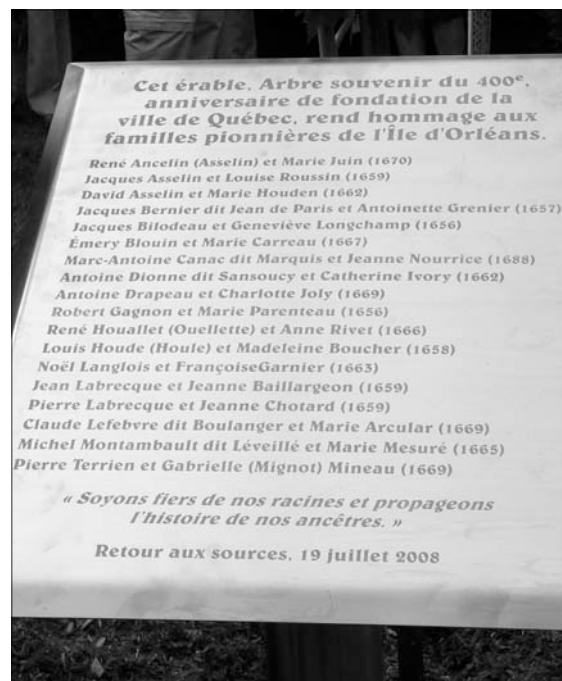 Cet érable, Arbre souvenir du 400e,
anniversaire de fondation de la
ville de Québec, rend hommage aux
familles pionnières de l'Île d'Orléans.
René Ancelin (Asselin) et Marie Juin (1670)
Jacques Asselin et Louise Roussin (1659)
David Asselin et Marie Houden (1662)
Jacques Bernier dit Jean de Paris et Antoinette Grenier (1657)
Jacques Bilodeau et Geneviève Longchamp (1656)
Émery Blouin et Marie Carreau (1667)
Marc-Antoine Canac dit Marquis et Jeanne Nourrice (1688)
Antoine Dionne dit Sansoucy et Catherine Ivory (1662)
Antoine Drapeau et Charlotte Joly (1669)
Robert Gagnon et Marie Parenteau (1656)
René Houallet (Ouellette) et Anne Rivet (1666)
Louis Houde (Houle) et Madeleine Boucher (1658)
Noël Langlois et FrançoiseGarnier (1663)
Jean Labrecque et Jeanne Baillargeon (1659)
Pierre Labrecque et Jeanne Chotard (1659)
Claude Lefebvre dit Boulanger et Marie Arcular (1669)
Michel Montambault dit Léveillé et Marie Mesuré (1665)
Pierre Terrien et Gabrielle (Mignot) Mineau (1669)
« Soyons fiers de nos racines et propageons
l'histoire de nos ancêtres. »
Retour aux sources, 19 juillet 2008